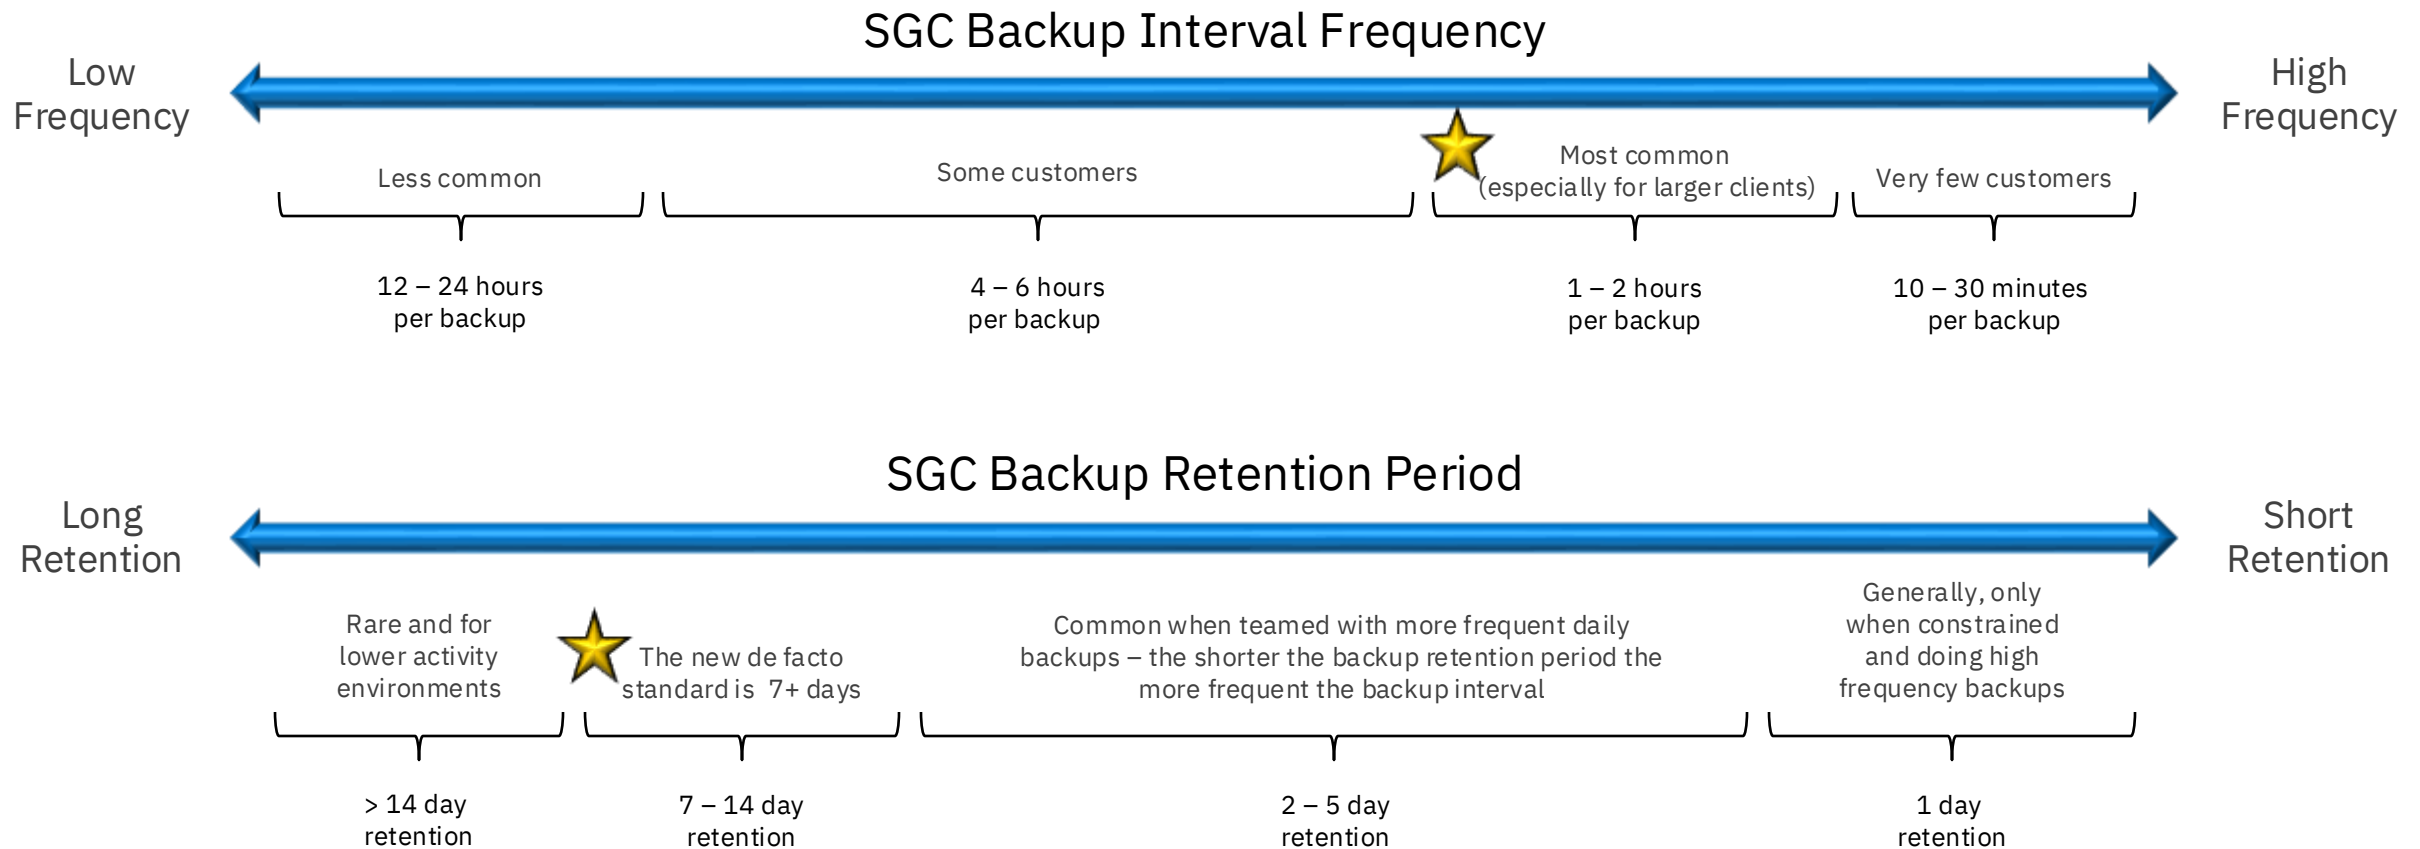 SGC Backup Interval Frequency
Low
Frequency
High
Frequency
Less common
Some customers
Most common
(especially for larger clients)
Very few customers
12 – 24 hours
per backup
4 – 6 hours
per backup
1 – 2 hours
per backup
10 – 30 minutes
per backup
SGC Backup Retention Period
Long
Retention
Short
Retention
Rare and for
lower activity
environments
The new de facto
standard is 7+ days
Common when teamed with more frequent daily
backups – the shorter the backup retention period the
more frequent the backup interval
Generally, only
when constrained
and doing high
frequency backups
> 14 day
retention
7 – 14 day
retention
2 – 5 day
retention
1 day
retention